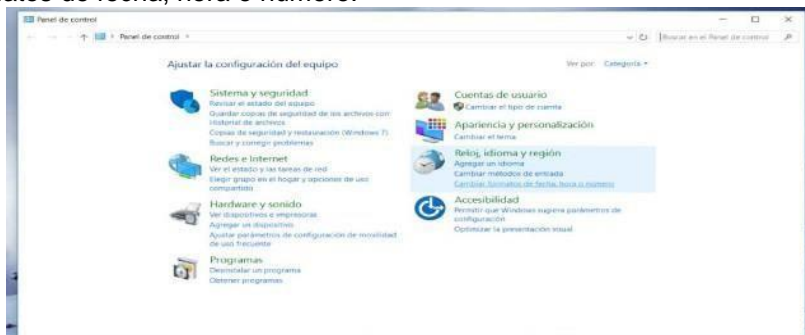 formatos de fecha, hora o número.
Panel de control
Panel de control
Buscar en el Panel de control
Ajustar la configuración del equipo
Ver por: Categoría
Sistema y seguridad
Revisar el estado del equipo
Guardar copias de seguridad de los archivos con
Historial de archivos
Copias de seguridad y restauración (Windows 7)
Buscar y corregir problemas
Redes e Internet
Ver el estado y las tareas de red
Elegir grupo en el hogar y opciones de uso
compartido
Hardware y sonido
Ver dispositivos e impresoras
Agregar un dispositivo
Ajustar parámetros de configuración de movilidad
de uso frecuente
Programas
Desinstalar un programa
Obtener programas
Cuentas de usuario
Cambiar el tipo de cuenta
Apariencia y personalización
Cambiar el tema
Reloj, idioma y región
Agregar un idioma
Cambiar métodos de entrada
Cambiar formatos de fecha, hora o número
Accesibilidad
Permitir que Windows sugiera parámetros de
configuración
Optimizar la presentación visual